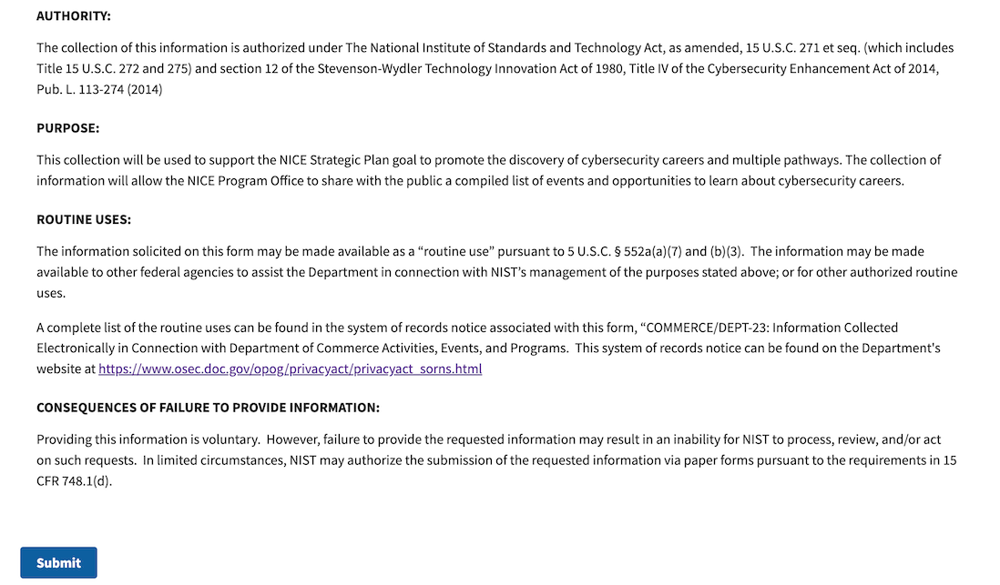 AUTHORITY:
The collection of this information is authorized under The National Institute of Standards and Technology Act, as amended, 15 U.S.C. 271 et seq. (which includes
Title 15 U.S.C. 272 and 275) and section 12 of the Stevenson-Wydler Technology Innovation Act of 1980, Title IV of the Cybersecurity Enhancement Act of 2014,
Pub. L. 113-274 (2014)
PURPOSE:
This collection will be used to support the NICE Strategic Plan goal to promote the discovery of cybersecurity careers and multiple pathways. The collection of
information will allow the NICE Program Office to share with the public a compiled list of events and opportunities to learn about cybersecurity careers.
ROUTINE USES:
The information solicited on this form may be made available as a “routine use” pursuant to 5 U.S.C. § 552a(a)(7) and (b)(3).  The information may be made
available to other federal agencies to assist the Department in connection with NIST’s management of the purposes stated above; or for other authorized routine
uses.
A complete list of the routine uses can be found in the system of records notice associated with this form, “COMMERCE/DEPT-23: Information Collected
Electronically in Connection with Department of Commerce Activities, Events, and Programs.  This system of records notice can be found on the Department's
website at https://www.osec.doc.gov/opog/privacyact/privacyact_sorns.html
CONSEQUENCES OF FAILURE TO PROVIDE INFORMATION:
Providing this information is voluntary.  However, failure to provide the requested information may result in an inability for NIST to process, review, and/or act
on such requests.  In limited circumstances, NIST may authorize the submission of the requested information via paper forms pursuant to the requirements in 15
CFR 748.1(d).
Submit